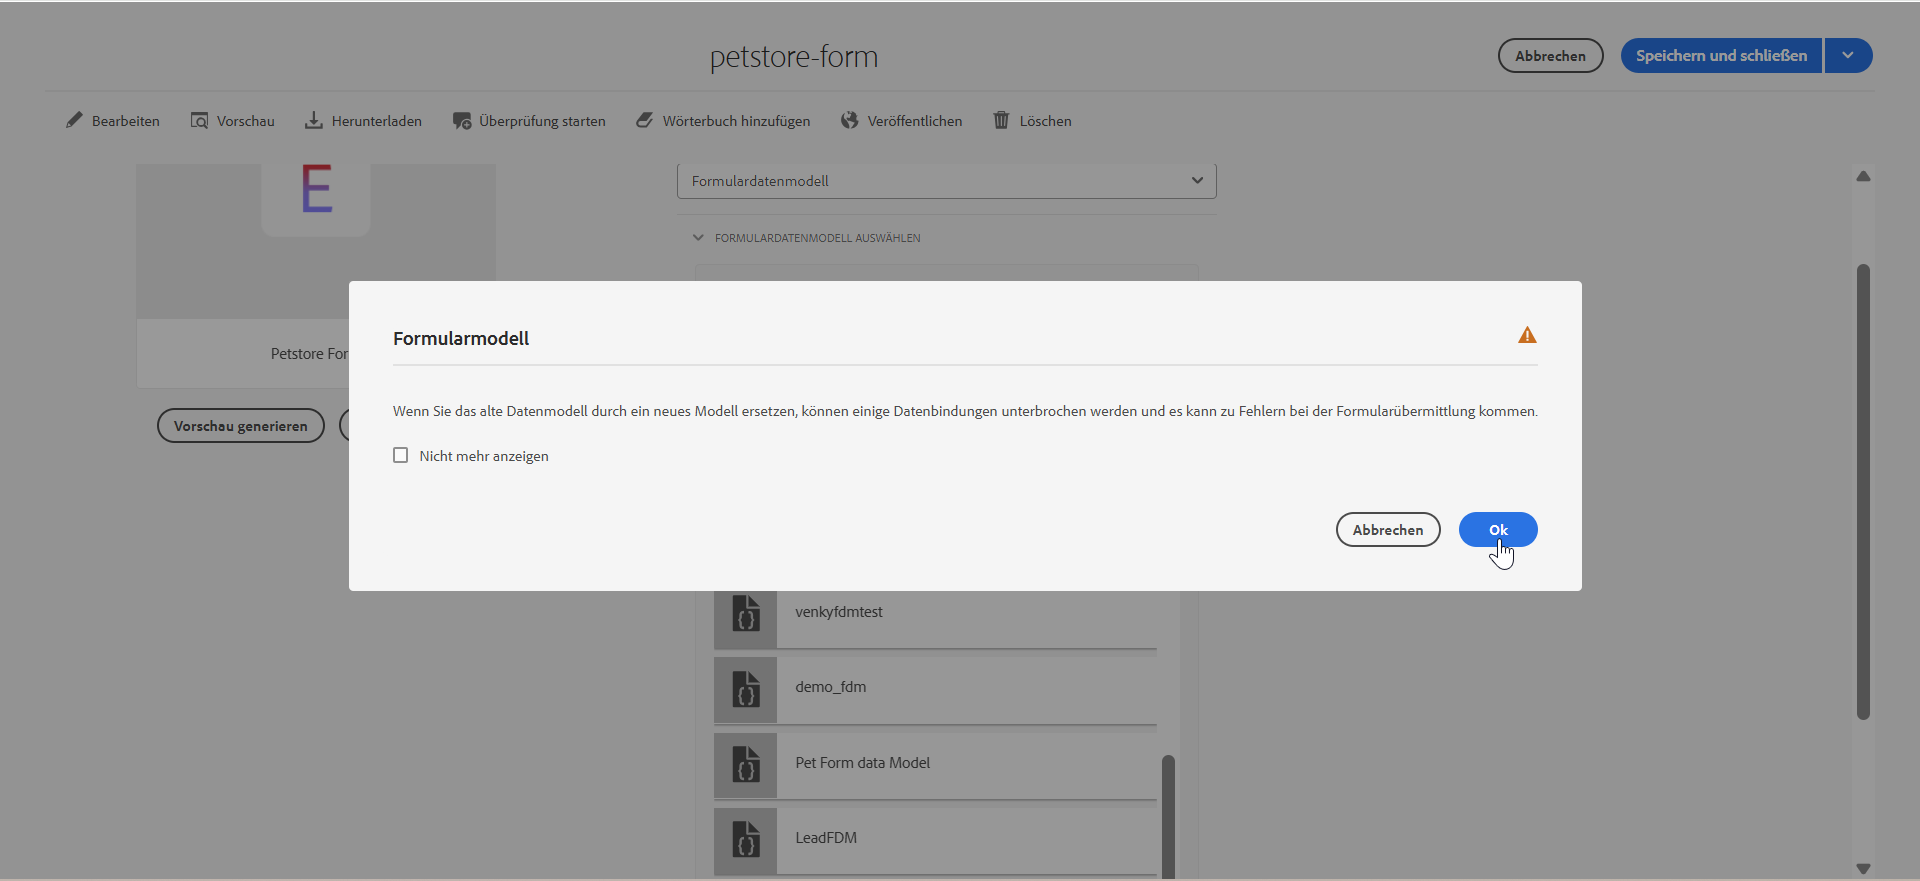 petstore-form
Abbrechen
Speichern und schließen
Bearbeiten
Vorschau
Herunterladen
Überprüfung starten
Wörterbuch hinzufügen
Veröffentlichen
Löschen
E
Formulardatenmodell
FORMULARDATENMODELL AUSWÄHLEN
Petstore For
Vorschau generieren
Formularmodell
Wenn Sie das alte Datenmodell durch ein neues Modell ersetzen, können einige Datenbindungen unterbrochen werden und es kann zu Fehlern bei der Formularübermittlung kommen.
Nicht mehr anzeigen
Abbrechen
Ok
venkyfdmtest
demo_fdm
Pet Form data Model
LeadFDM